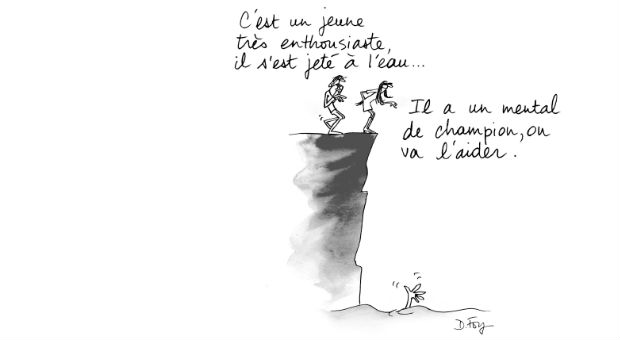 C'est un jeune
très enthousiaste,
il s'est jeté à l'eau...
Il a un mental
de champion, on
va l'aider.
D. Foy